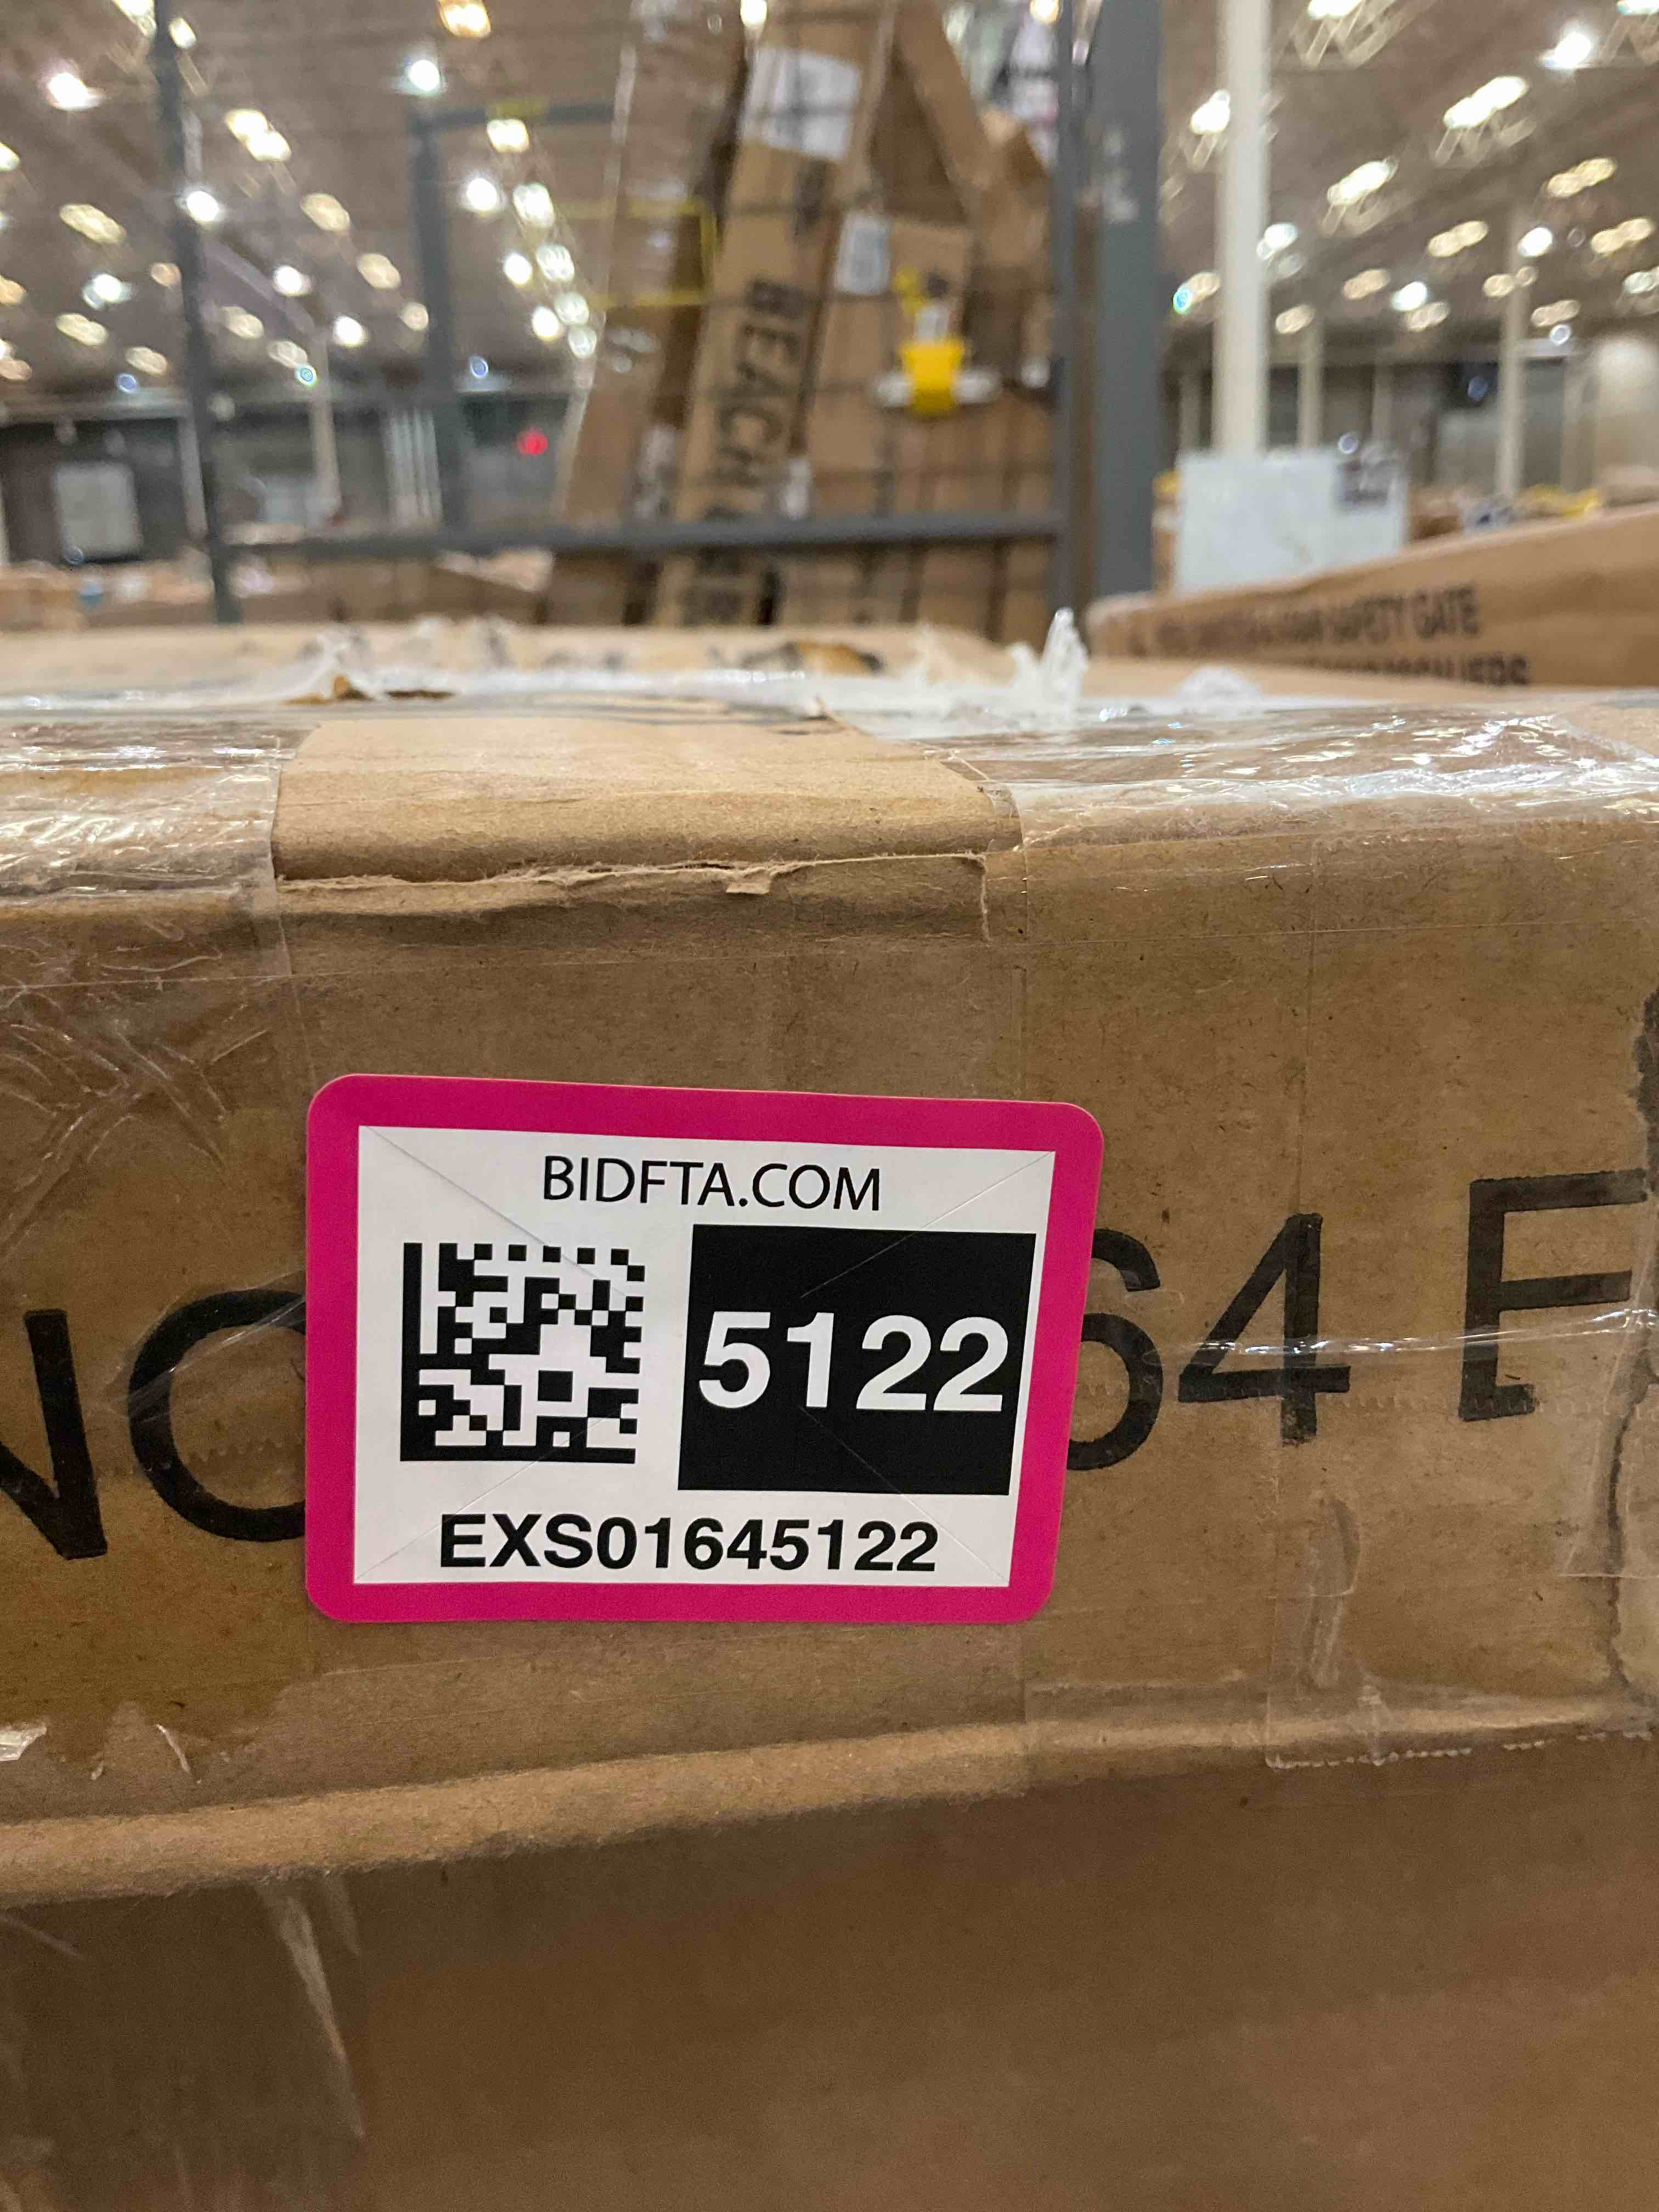 BEACH
SAFETY GATE
BIDFTA.COM
5122
EXS01645122
NO
64 F